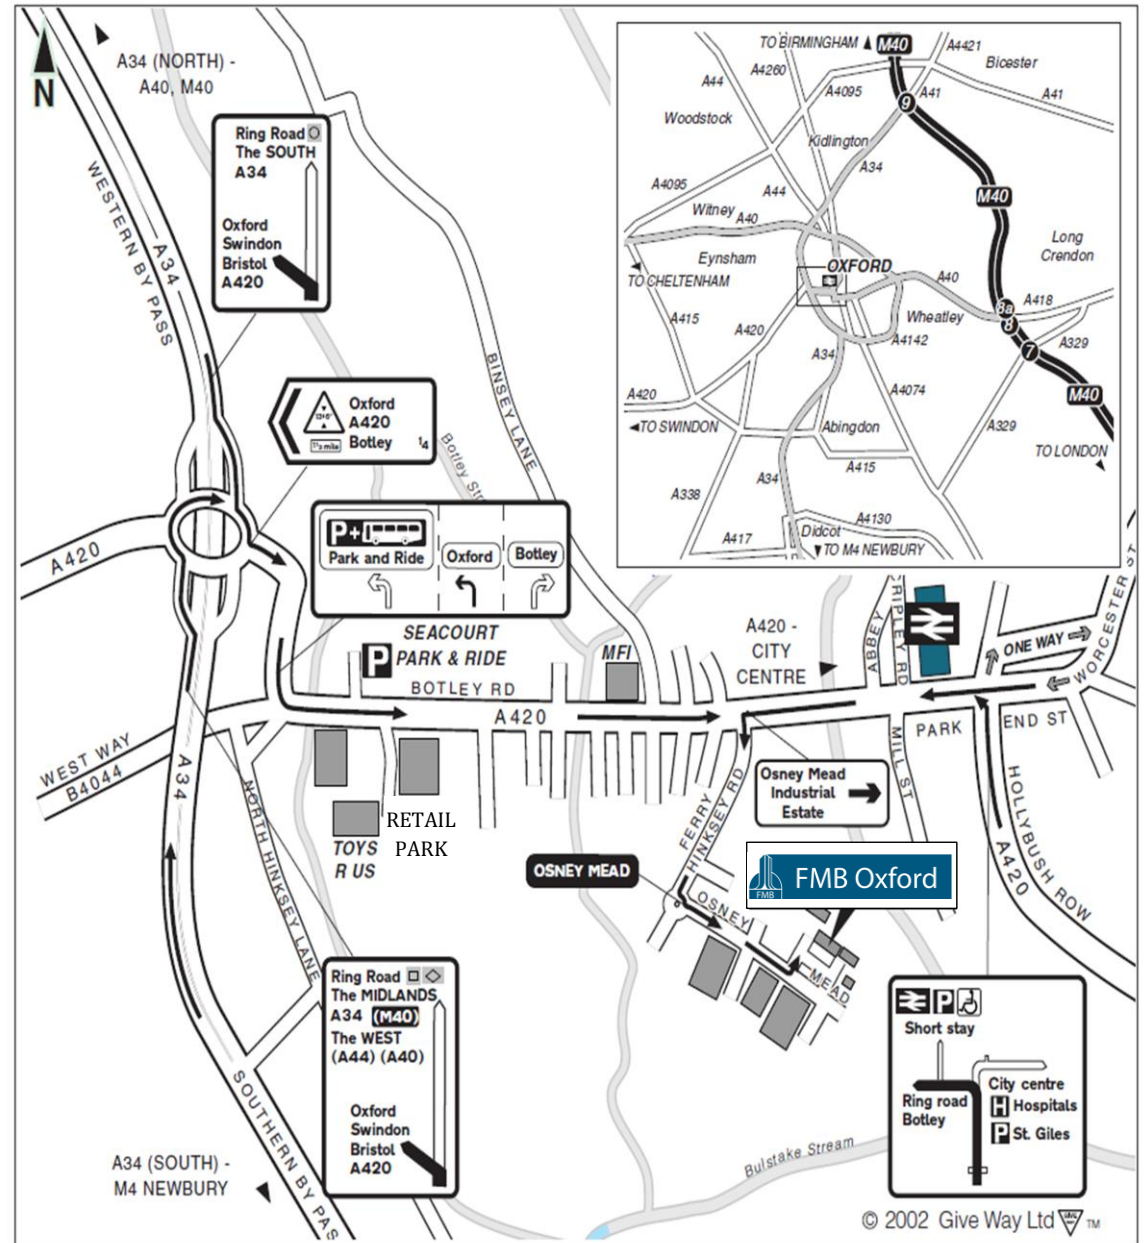 N
A34 (NORTH) -
A40, M40
Ring Road
The SOUTH
A34
Oxford
Swindon
Bristol
A420
WESTERN BY PASS
A34
Oxford
A420
Botley
1/4
A420
P+
Park and Ride
Oxford
Botley
BINSEY LANE
P
SEACOURT
PARK & RIDE
MFI
BOTLEY RD
A420
A420 -
CITY
CENTRE
ABBEY
CRIPLEY RD
ONE WAY
WORCESTER ST
PARK
END ST
MILL ST
HOLLYBUSH ROW
A420
WEST WAY
B4044
A34
NORTH HINKSEY LANE
TOYS
R US
RETAIL
PARK
FERRY
HINKSEY RD
Osney Mead
Industrial
Estate
OSNEY MEAD
FMB
FMB Oxford
OSNEY
MEAD
Ring Road
The MIDLANDS
A34 (M40)
The WEST
(A44) (A40)
Oxford
Swindon
Bristol
A420
SOUTHERN BY PAS
A34 (SOUTH) -
M4 NEWBURY
Bulstake Stream
P
Short stay
City centre
H Hospitals
P St. Giles
Ring road
Botley
© 2002 Give Way Ltd TM
TO BIRMINGHAM
M40
A4421
Bicester
A44
A4260
A4095
A41
A41
9
Woodstock
Kidlington
A34
A4095
A44
M40
Witney
A40
Long
Crendon
Eynsham
OXFORD
A40
TO CHELTENHAM
8a
A418
8
Wheatley
A415
A420
A4142
7
A329
A34
A420
A4074
M40
TO SWINDON
Abingdon
A329
TO LONDON
A415
A34
A338
A4130
A417
Didcot
TO M4 NEWBURY